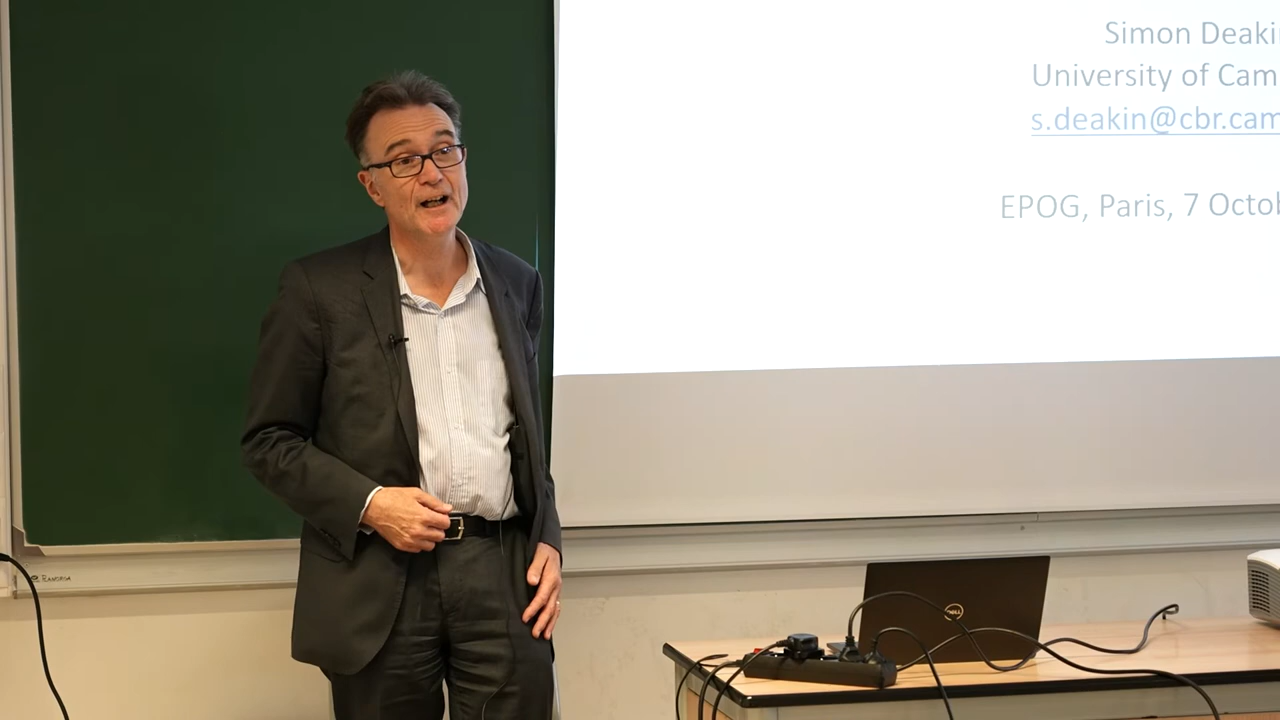 Simon Deaki
University of Cam
s.deakin@cbr.cam
EPOG, Paris, 7 Octob
DELL